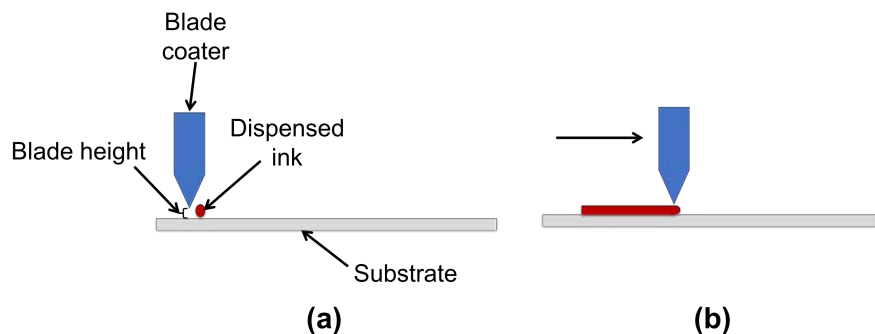 Blade
coater
Dispensed
ink
Blade height
Substrate
(a)
(b)